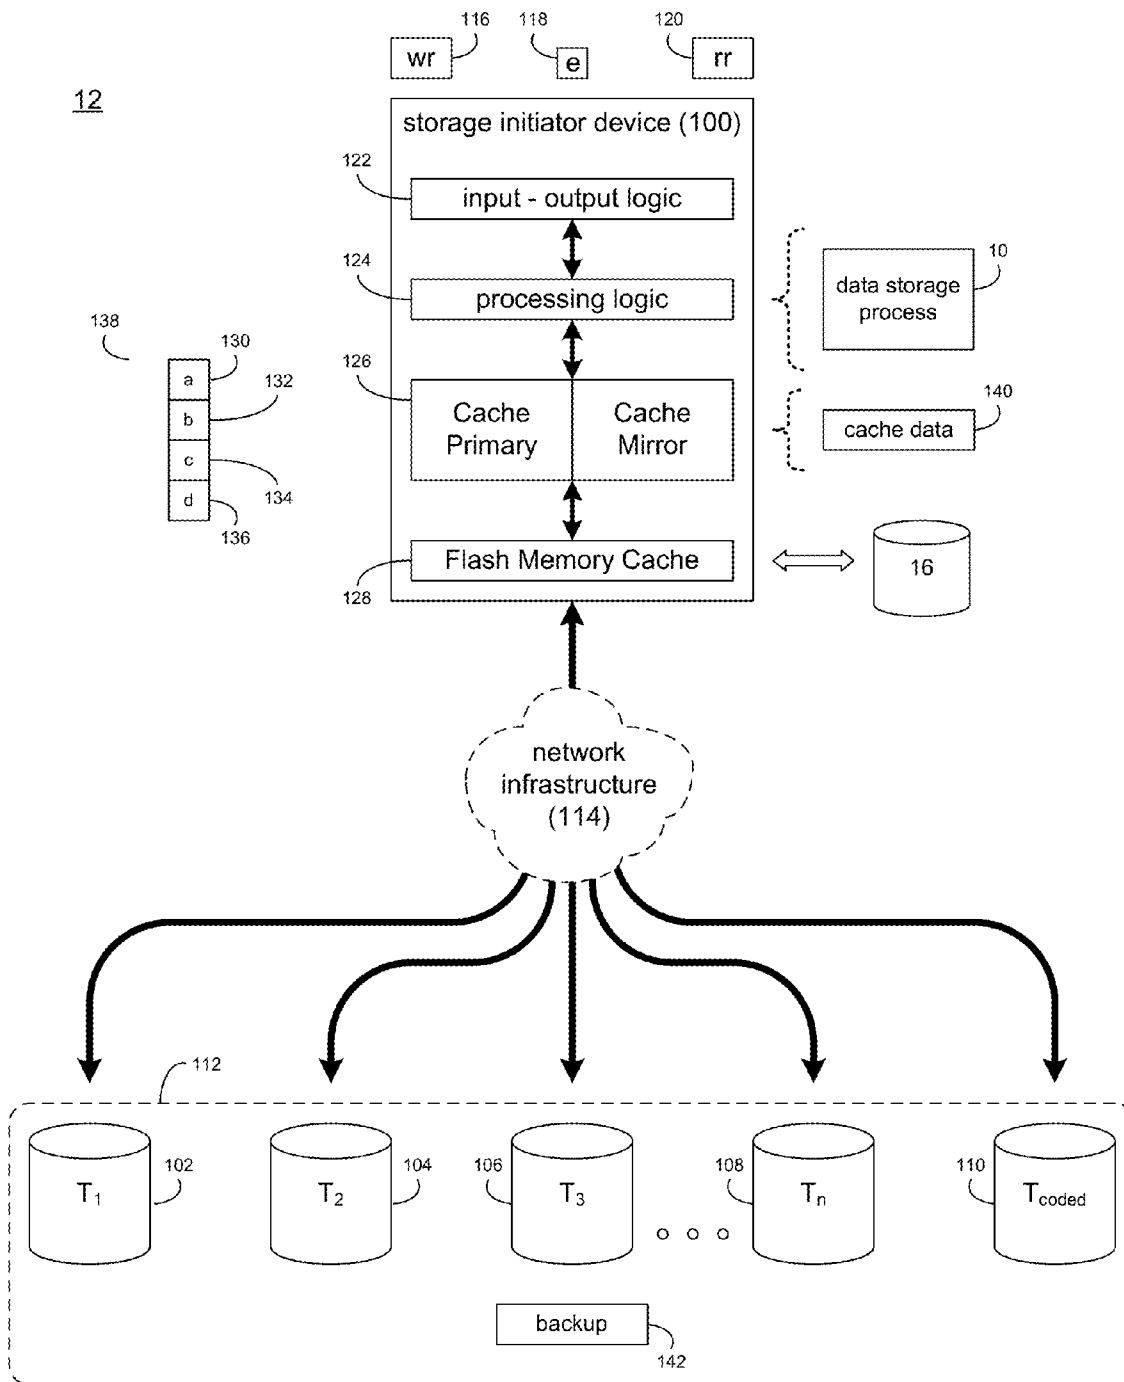 116
118
120
wr
e
rr
12
storage initiator device (100)
122
input - output logic
124
processing logic
10
data storage
process
138
130
a
132
b
c
134
d
136
126
Cache
Primary
Cache
Mirror
140
cache data
Flash Memory Cache
128
16
network
infrastructure
(114)
112
T1
102
T2
104
106
T3
108
Tn
110
Tcoded
backup
142